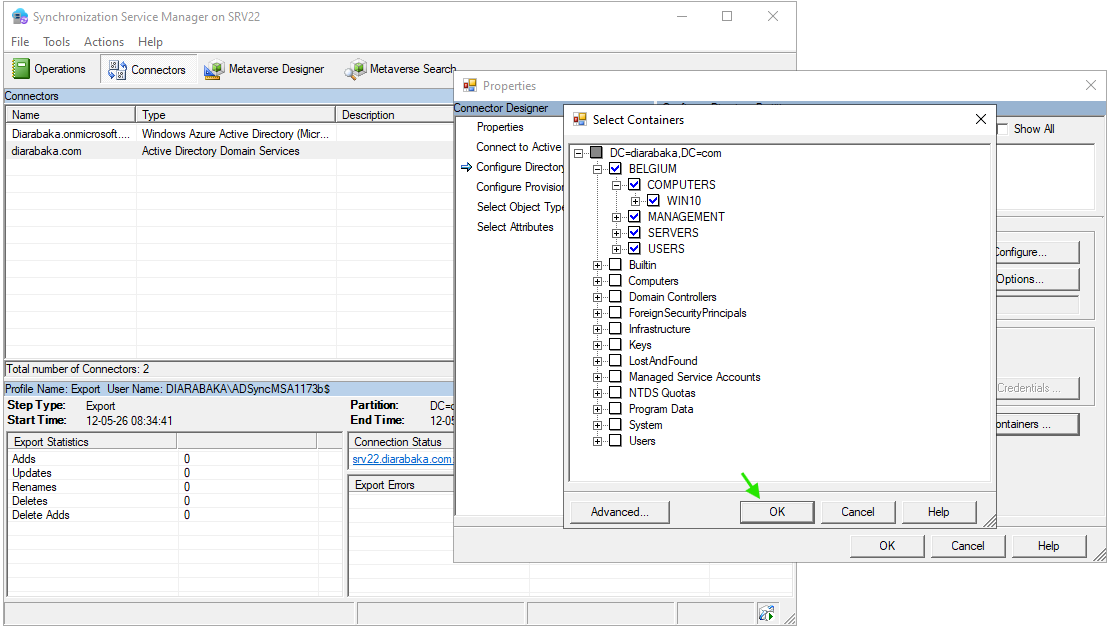 Synchronization Service Manager on SRV22
File Tools Actions Help
Operations Connectors Metaverse Designer Metaverse Search
Connectors
Name Type Description
Diarabaka.onmicrosoft.... Windows Azure Active Directory (Micr...
diarabaka.com Active Directory Domain Services
Total number of Connectors: 2
Profile Name: Export User Name: DIARABAKA\ADSyncMSA1173b$
Step Type: Export
Start Time: 12-05-26 08:34:41
Partition: DC=
End Time: 12-05
Export Statistics
Adds 0
Updates 0
Renames 0
Deletes 0
Delete Adds 0
Connection Status
srv22.diarabaka.com:
Export Errors
Properties
Connector Designer
Properties
Connect to Active
Configure Directory
Configure Provision
Select Object Type
Select Attributes
Show All
Configure...
Options...
Credentials ...
ontainers ...
OK Cancel Help
Select Containers
DC=diarabaka,DC=com
BELGIUM
COMPUTERS
WIN10
MANAGEMENT
SERVERS
USERS
Builtin
Computers
Domain Controllers
ForeignSecurityPrincipals
Infrastructure
Keys
LostAndFound
Managed Service Accounts
NTDS Quotas
Program Data
System
Users
Advanced... OK Cancel Help